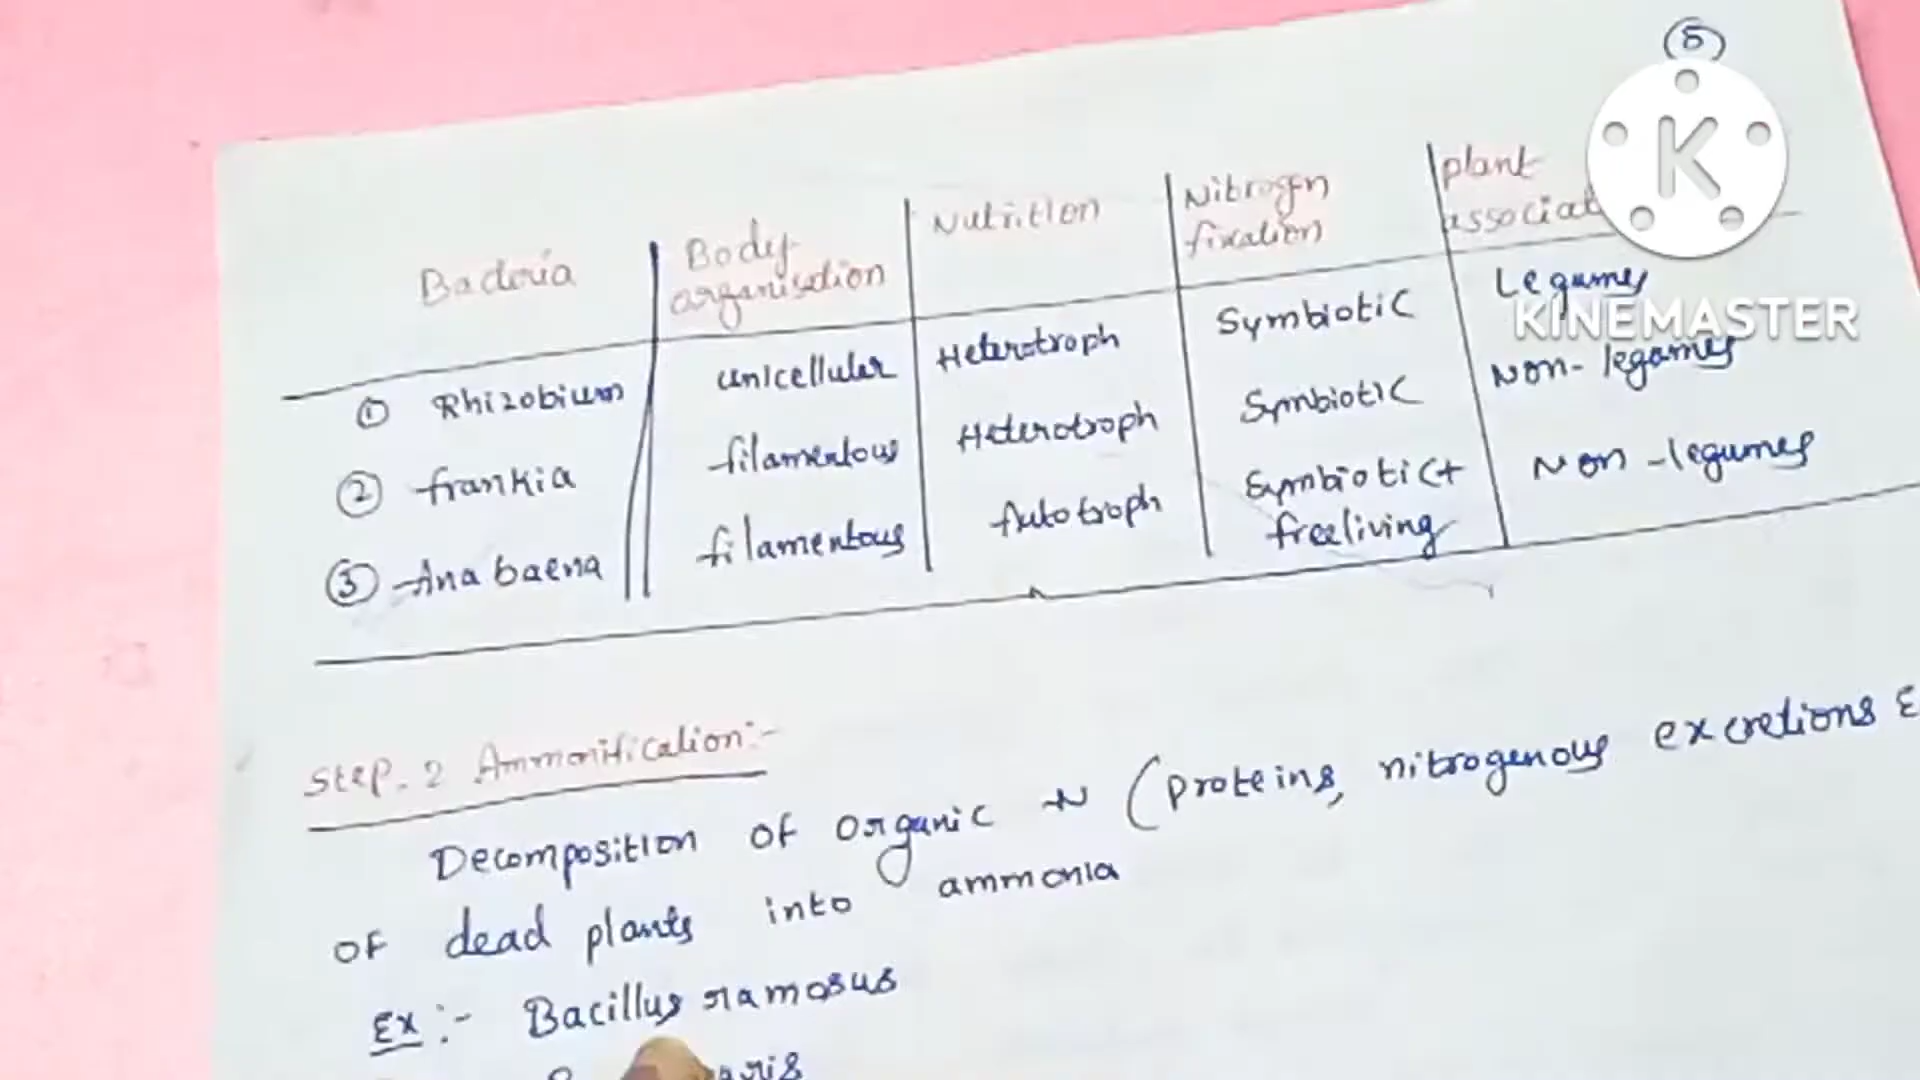 5
Bacteria | Body organisation | Nutrition | Nitrogen fixation | plant associat
① Rhizobium | unicellular | Heterotroph | Symbiotic | Legumes
② frankia | filamentous | Heterotroph | Symbiotic | Non-legumes
③ Anabaena | filamentous | Autotroph | Symbiotic + freeliving | Non-legumes
Step.2 Ammonification:-
Decomposition of organic N (proteins, nitrogenous excretions &
of dead plants into ammonia
Ex:- Bacillus ramosus
K
KINEMASTER